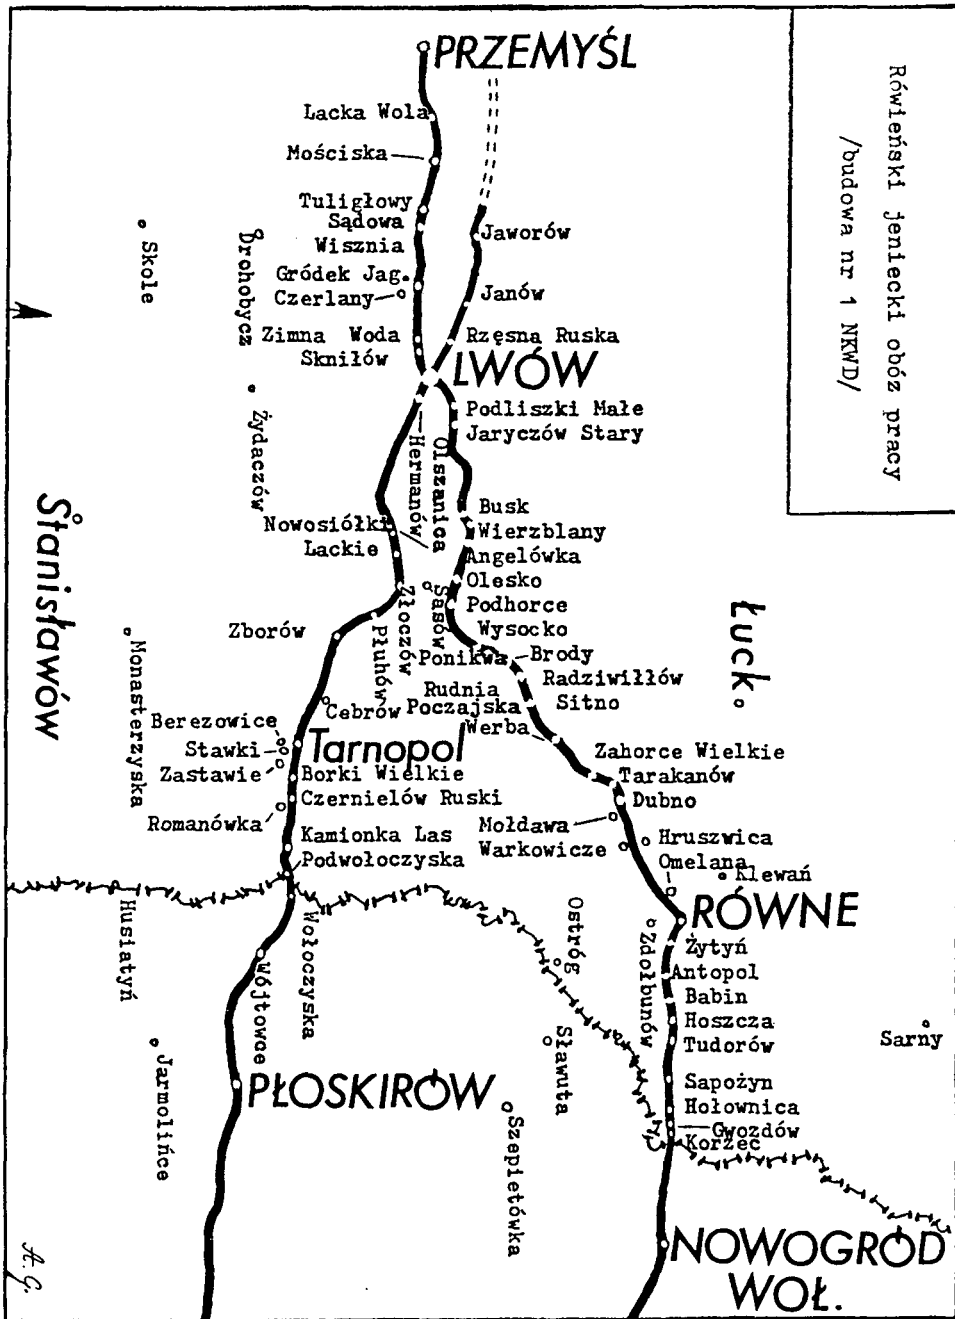 Rówieński jeniecki obóz pracy
/budowa nr 1 NKWD/
PRZEMYŚL
Lacka Wola
Mościska
Tuligłowy
Sądowa
Wisznia
Jaworów
Skole
Drohobycz
Gródek Jag.
Czerlany
Janów
Zimna Woda
Skniłów
Rzęsna Ruska
LWÓW
Żydaczów
Podliszki Małe
Jaryczów Stary
Hermanów
Olszanica
Stanisławów
Nowosiółki
Lackie
Busk
Wierzblany
Angelówka
Olesko
Podhorce
Wysocko
Sasów
Złoczów
Płuhów
Zborów
Łuck
Monasterzyska
Ponikwa
Brody
Radziwiłłów
Sitno
Rudnia
Poczajska
Cebrów
Werba
Berezowice
Stawki
Zastawie
Tarnopol
Borki Wielkie
Czernielów Ruski
Romanówka
Zahorce Wielkie
Tarakanów
Dubno
Mołdawa
Warkowicze
Hruszwica
Omelana
Klewań
Kamionka Las
Podwołoczyska
RÓWNE
Husiatyń
Wołoczyska
Wójtowce
Ostróg
Zdołbunów
Żytyń
Antopol
Babin
Hoszcza
Tudorów
Sarny
Sławuta
Jarmolińce
PŁOSKIRÓW
Szepietówka
Sapożyn
Hołownica
Gwozdów
Korzec
NOWOGRÓD
WOŁ.
A.G.